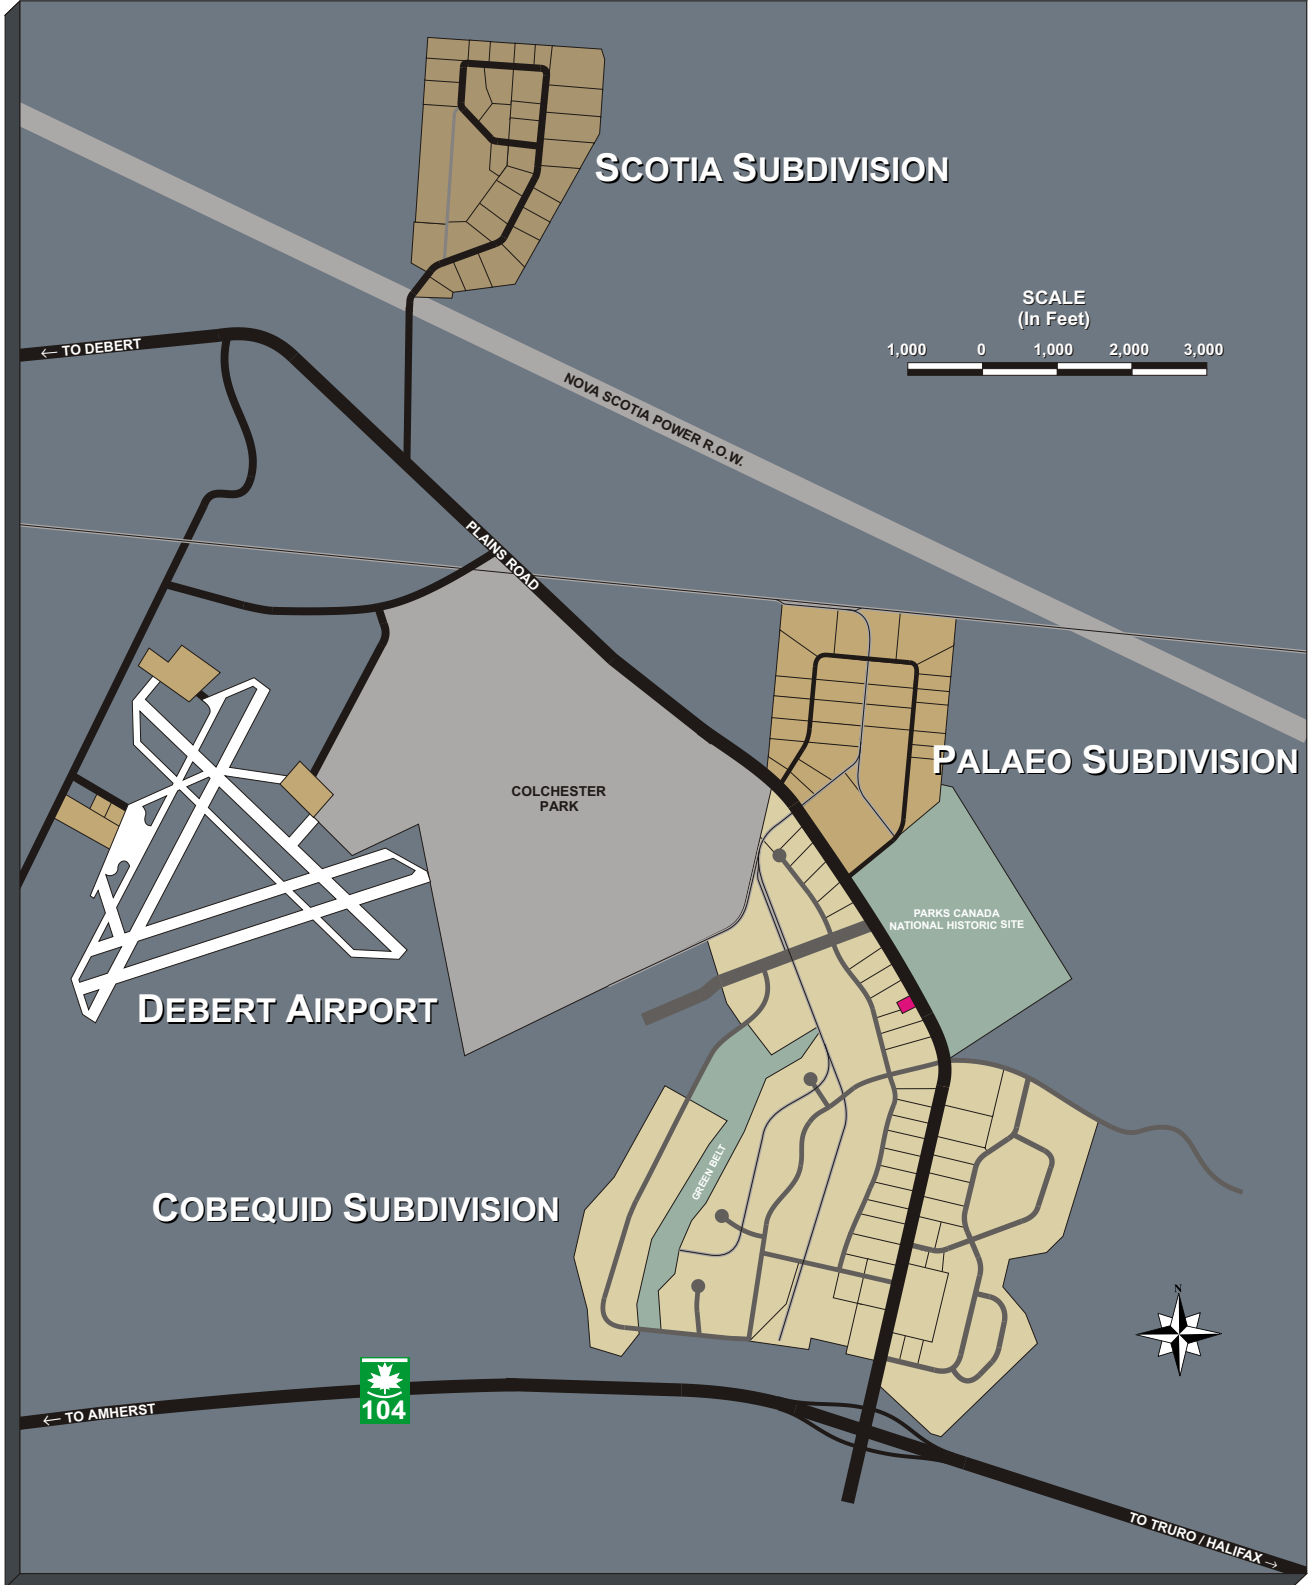 SCOTIA SUBDIVISION
SCALE
(In Feet)
1,000 0 1,000 2,000 3,000
← TO DEBERT
NOVA SCOTIA POWER R.O.W.
PLAINS ROAD
PALAEO SUBDIVISION
COLCHESTER
PARK
PARKS CANADA
NATIONAL HISTORIC SITE
DEBERT AIRPORT
GREEN BELT
COBEQUID SUBDIVISION
N
104
← TO AMHERST
TO TRURO / HALIFAX →